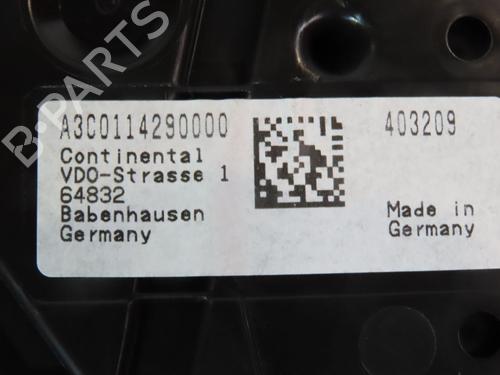 A3C0114290000
403209
Continental
VDO-Strasse 1
64832
Babenhausen
Germany
Made in
Germany
B-PARTS